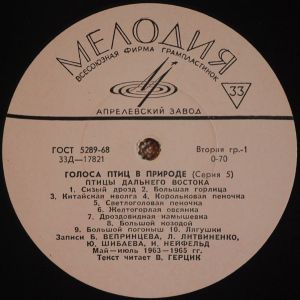 МЕЛОДИЯ
ВСЕСОЮЗНАЯ ФИРМА ГРАМПЛАСТИНОК
33
АПРЕЛЕВСКИЙ ЗАВОД
ГОСТ 5289-68
33Д—17821
Вторая гр.-1
0-70
ГОЛОСА ПТИЦ В ПРИРОДЕ (Серия 5)
ПТИЦЫ ДАЛЬНЕГО ВОСТОКА
1. Сизый дрозд 2. Большая горлица
3. Китайская иволга 4. Корольковая пеночка
5. Светлоголовая пеночка
6. Желтогорлая овсянка
7. Дроздовидная камышевка
8. Большой козодой
9. Большой погоныш 10. Лягушки
Записи Б. ВЕПРИНЦЕВА, Л. ЛИТВИНЕНКО,
Ю. ШИБАЕВА, И. НЕЙФЕЛЬД
Май—июль 1963—1965 гг.
Текст читает В. ГЕРЦИК